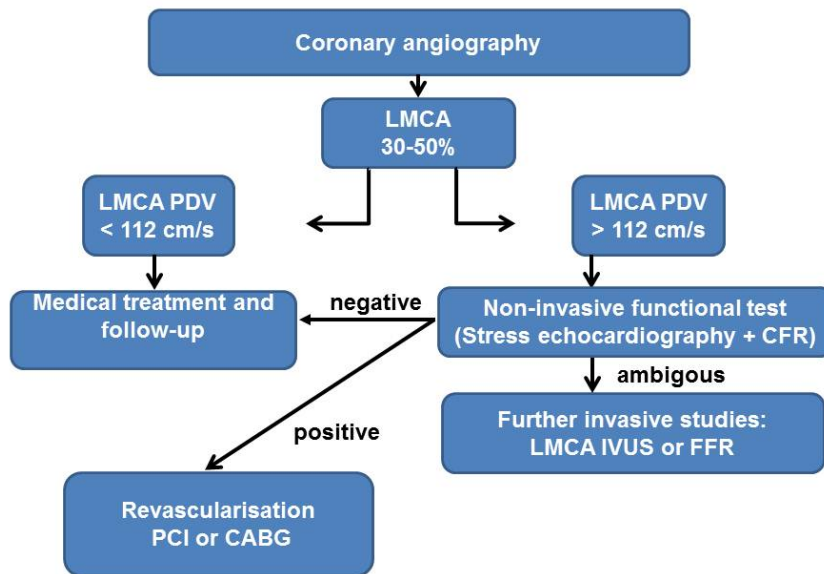 Coronary angiography
LMCA
30-50%
LMCA PDV
< 112 cm/s
LMCA PDV
> 112 cm/s
Medical treatment and
follow-up
negative
Non-invasive functional test
(Stress echocardiography + CFR)
ambigous
positive
Further invasive studies:
LMCA IVUS or FFR
Revascularisation
PCI or CABG